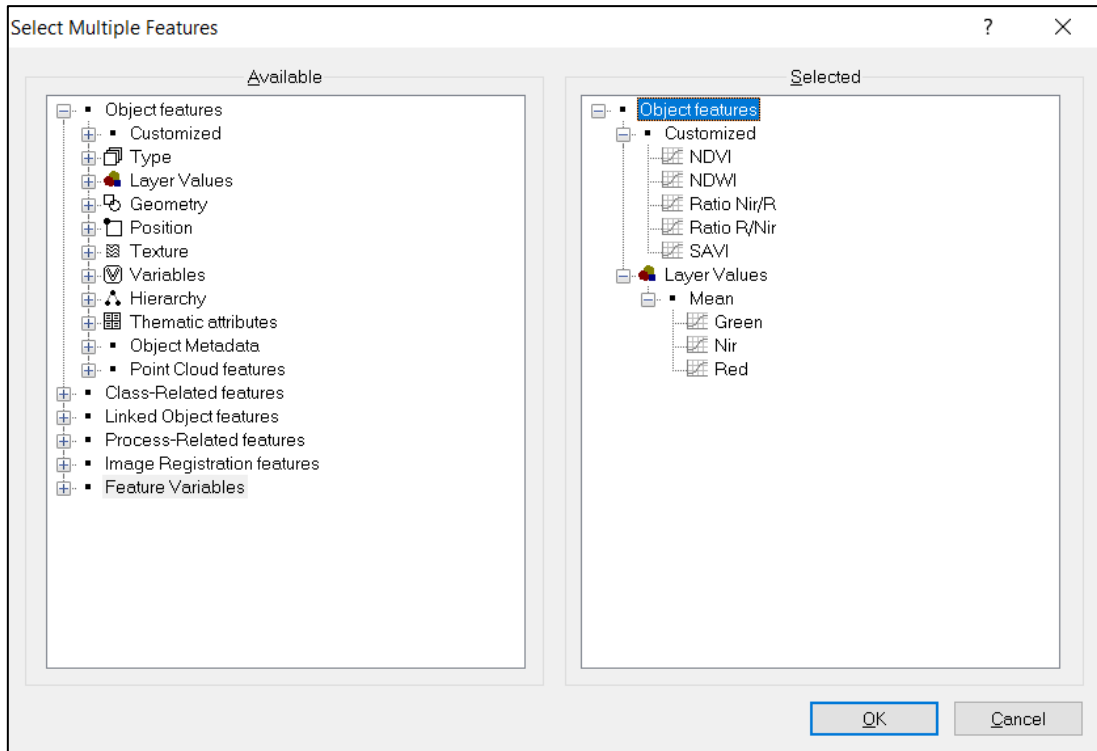 Select Multiple Features
?
Available
Object features
Customized
Type
Layer Values
Geometry
Position
Texture
Variables
Hierarchy
Thematic attributes
Object Metadata
Point Cloud features
Class-Related features
Linked Object features
Process-Related features
Image Registration features
Feature Variables
Selected
Object features
Customized
NDVI
NDWI
Ratio Nir/R
Ratio R/Nir
SAVI
Layer Values
Mean
Green
Nir
Red
OK
Cancel